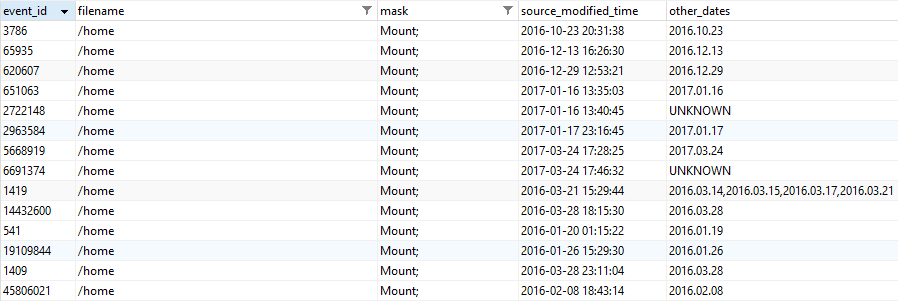 event_id filename mask source_modified_time other_dates
3786 /home Mount; 2016-10-23 20:31:38 2016.10.23
65935 /home Mount; 2016-12-13 16:26:30 2016.12.13
620607 /home Mount; 2016-12-29 12:53:21 2016.12.29
651063 /home Mount; 2017-01-16 13:35:03 2017.01.16
2722148 /home Mount; 2017-01-16 13:40:45 UNKNOWN
2963584 /home Mount; 2017-01-17 23:16:45 2017.01.17
5668919 /home Mount; 2017-03-24 17:28:25 2017.03.24
6691374 /home Mount; 2017-03-24 17:46:32 UNKNOWN
1419 /home Mount; 2016-03-21 15:29:44 2016.03.14,2016.03.15,2016.03.17,2016.03.21
14432600 /home Mount; 2016-03-28 18:15:30 2016.03.28
541 /home Mount; 2016-01-20 01:15:22 2016.01.19
19109844 /home Mount; 2016-01-26 15:29:30 2016.01.26
1409 /home Mount; 2016-03-28 23:11:04 2016.03.28
45806021 /home Mount; 2016-02-08 18:43:14 2016.02.08